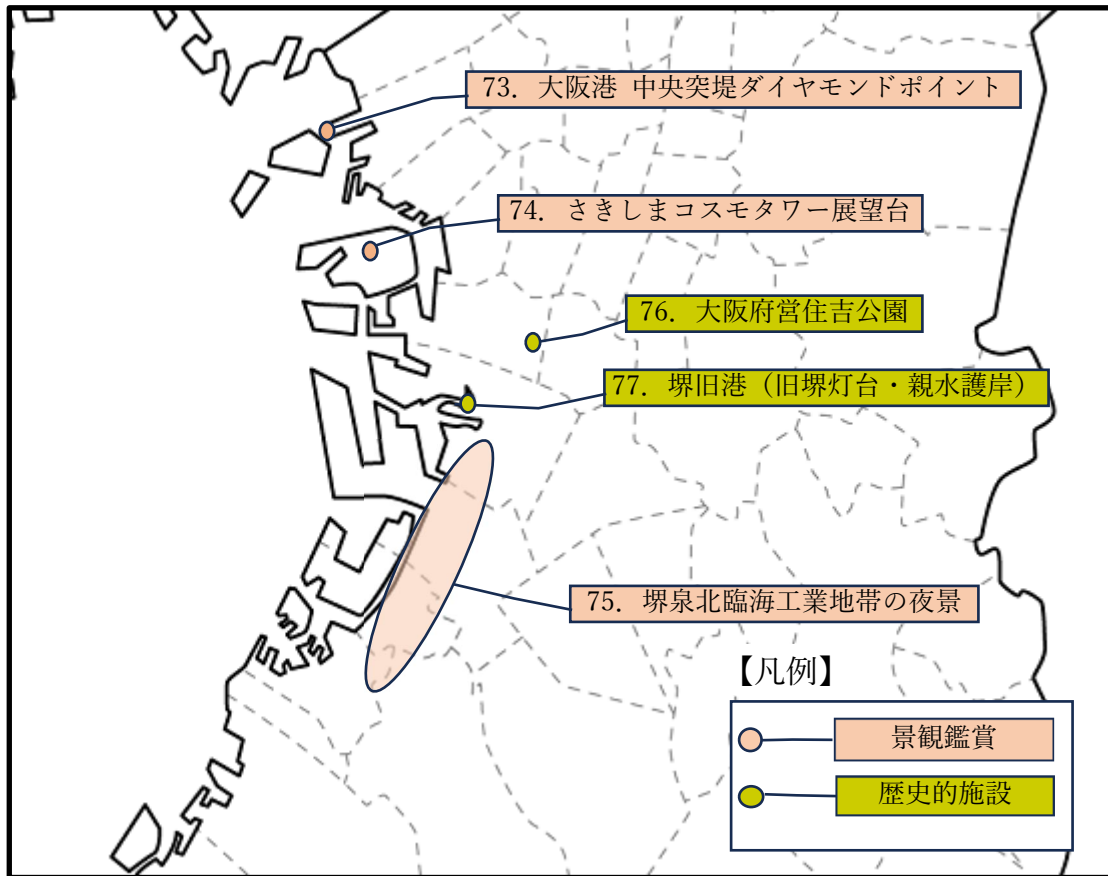 73. 大阪港 中央突堤ダイヤモンドポイント
74. さきしまコスモタワー展望台
76. 大阪府営住吉公園
77. 堺旧港（旧堺灯台・親水護岸）
75. 堺泉北臨海工業地帯の夜景
【凡例】
景観鑑賞
歴史的施設